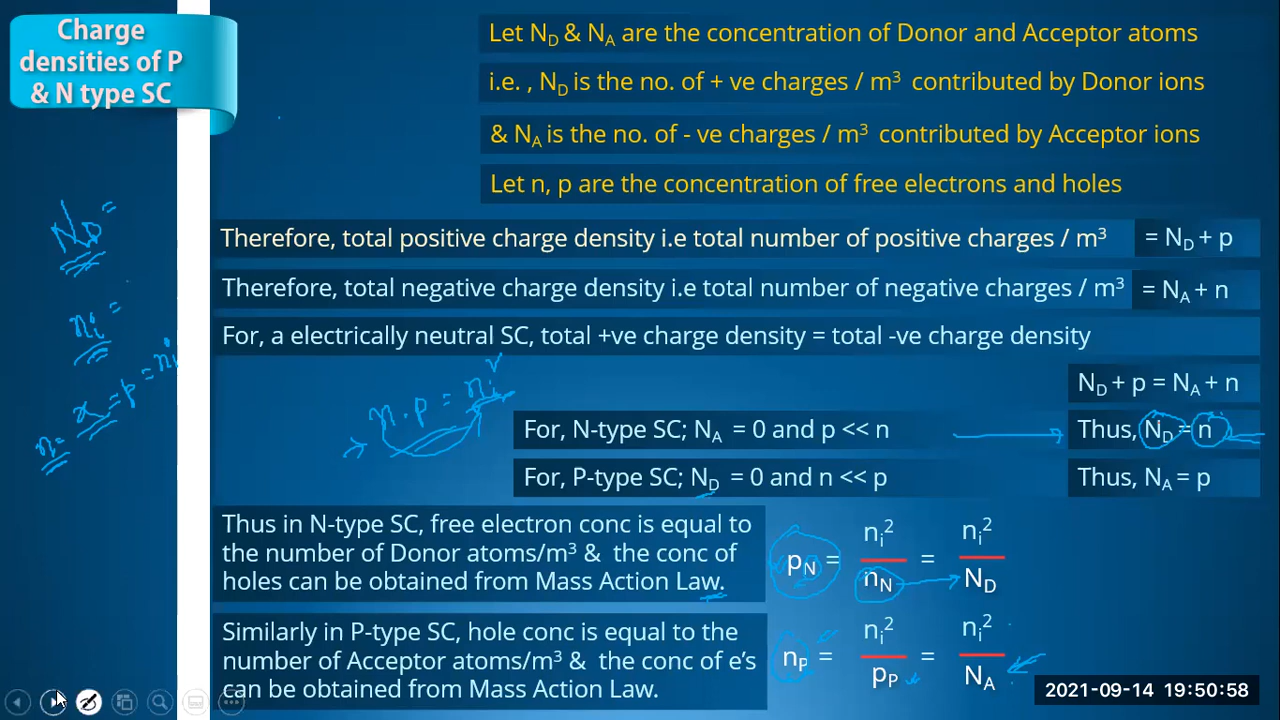 Charge
densities of P
& N type SC
Let N_D & N_A are the concentration of Donor and Acceptor atoms
i.e. , N_D is the no. of + ve charges / m³ contributed by Donor ions
& N_A is the no. of - ve charges / m³ contributed by Acceptor ions
Let n, p are the concentration of free electrons and holes
Therefore, total positive charge density i.e total number of positive charges / m³ = N_D + p
Therefore, total negative charge density i.e total number of negative charges / m³ = N_A + n
For, a electrically neutral SC, total +ve charge density = total -ve charge density
N_D + p = N_A + n
For, N-type SC; N_A = 0 and p << n
Thus, N_D = n
For, P-type SC; N_D = 0 and n << p
Thus, N_A = p
Thus in N-type SC, free electron conc is equal to
the number of Donor atoms/m³ & the conc of
holes can be obtained from Mass Action Law.
p_N = n_i² / n_N = n_i² / N_D
Similarly in P-type SC, hole conc is equal to the
number of Acceptor atoms/m³ & the conc of e's
can be obtained from Mass Action Law.
n_P = n_i² / p_P = n_i² / N_A
N_D =
n_i =
n . p = n_i
2021-09-14 19:50:58